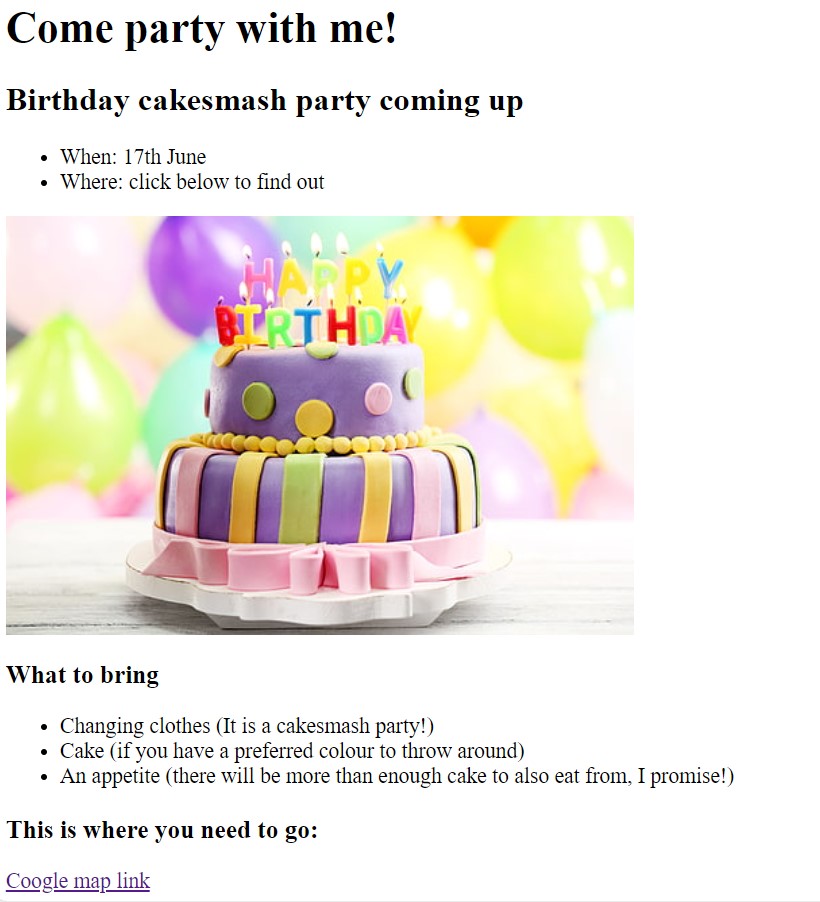 Come party with me!
Birthday cakesmash party coming up
When: 17th June
Where: click below to find out
HAPPY
BIRTHDAY
What to bring
Changing clothes (It is a cakesmash party!)
Cake (if you have a preferred colour to throw around)
An appetite (there will be more than enough cake to also eat from, I promise!)
This is where you need to go:
Coogle map link